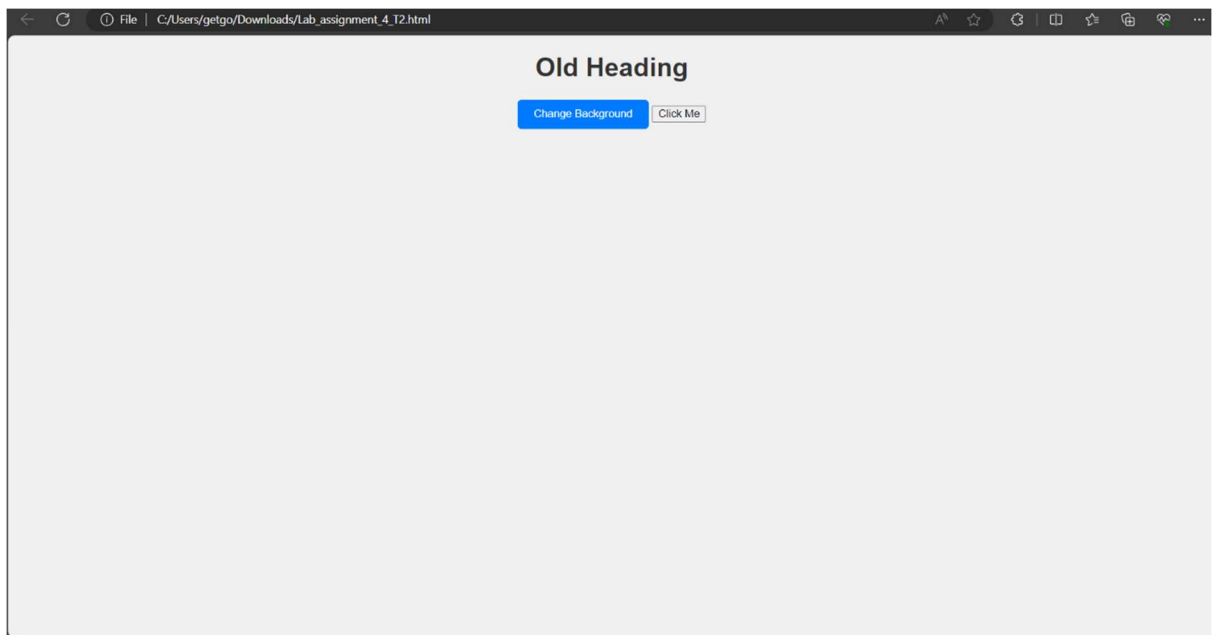 File | C:/Users/getgo/Downloads/Lab_assignment_4_T2.html
Old Heading
Change Background Click Me